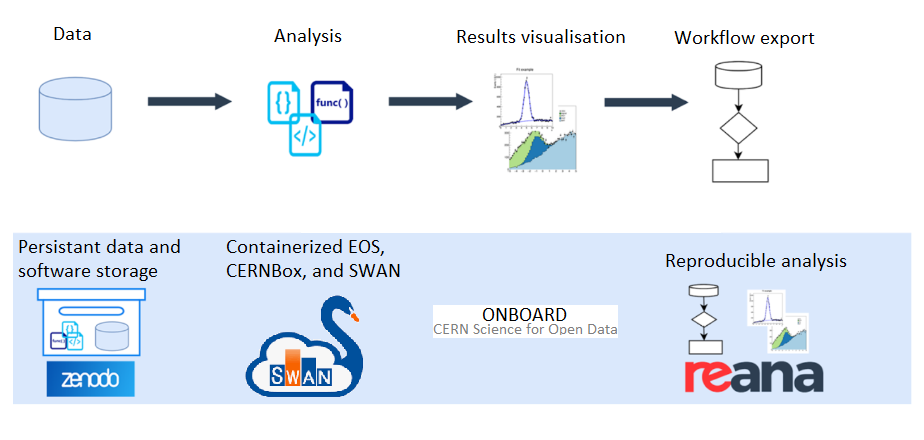 Data
Analysis
Results visualisation
Workflow export
{}
func()
</>
Persistant data and
software storage
Containerized EOS,
CERNBox, and SWAN
Reproducible analysis
ONBOARD
CERN Science for Open Data
zenodo
SWAN
reana